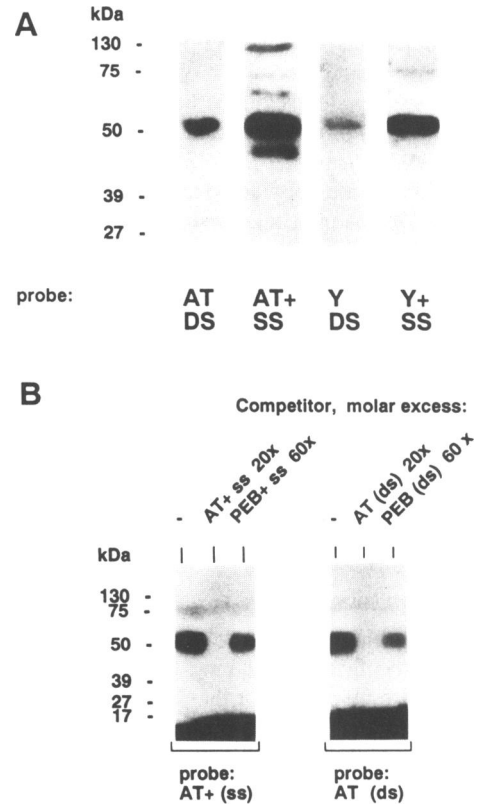 A
kDa
130 -
75 -
50 -
39 -
27 -
probe: AT AT+ Y Y+
DS SS DS SS
B
Competitor, molar excess:
- AT+ ss 20x PEB+ ss 60x - AT (ds) 20x PEB (ds) 60 x
kDa
130 -
75 -
50 -
39 -
27 -
17 -
probe: probe:
AT+ (ss) AT (ds)